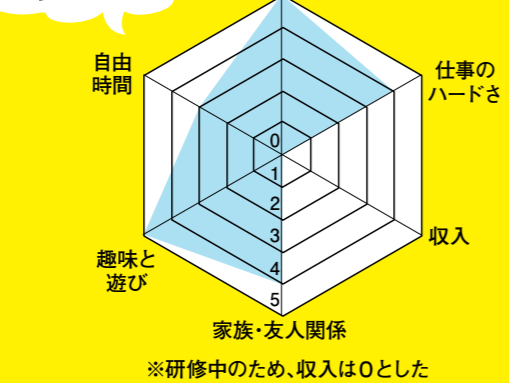 自由
時間
仕事の
ハードさ
0
1
2
3
4
5
収入
趣味と
遊び
家族・友人関係
※研修中のため、収入は0とした